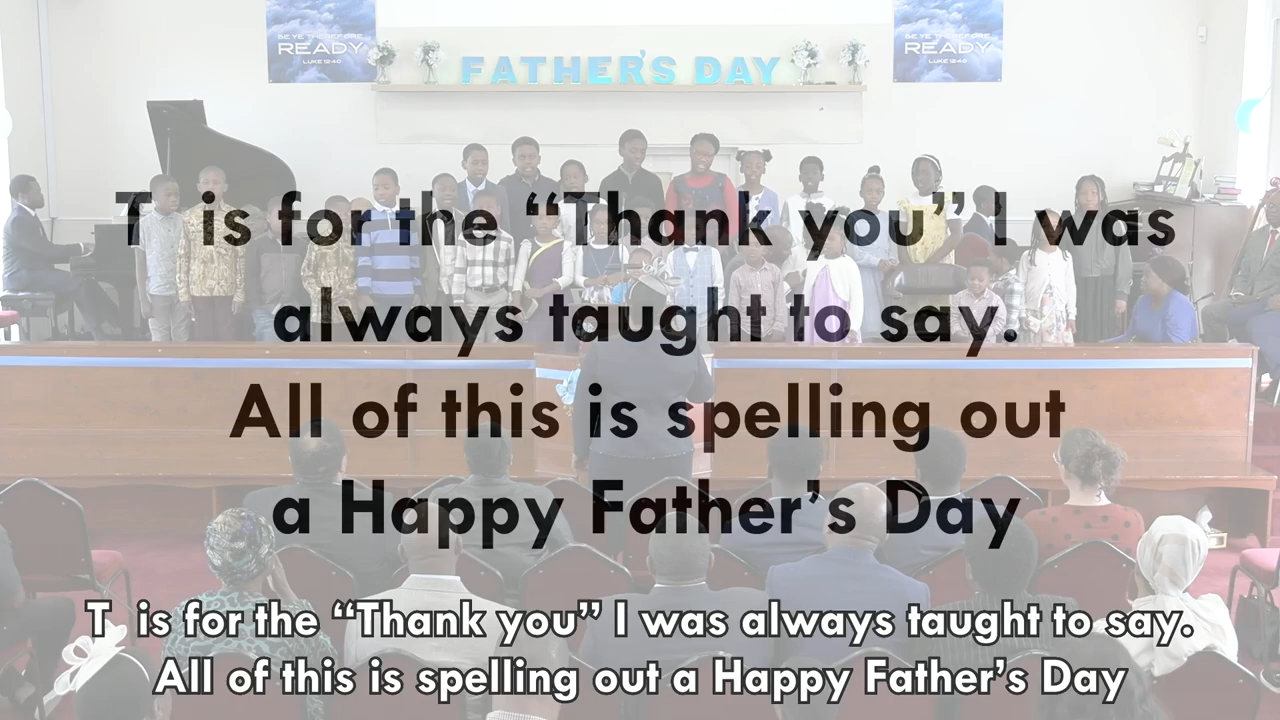 BE YE THEREFORE
READY
LUKE 12:40
FATHER'S DAY
BE YE THEREFORE
READY
LUKE 12:40
T is for the “Thank you” I was
always taught to say.
All of this is spelling out
a Happy Father’s Day
T is for the “Thank you” I was always taught to say.
All of this is spelling out a Happy Father’s Day